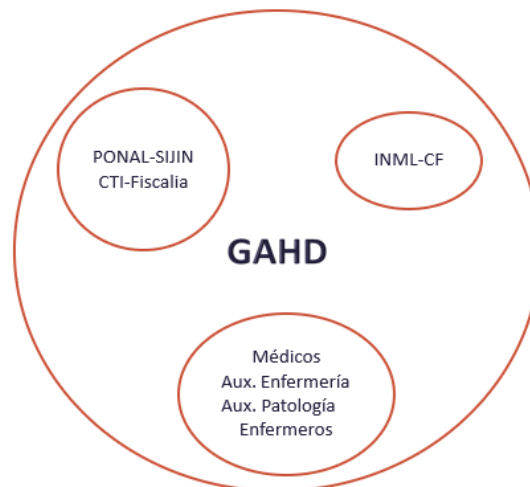 PONAL-SIJIN
CTI-Fiscalia
INML-CF
GAHD
Médicos
Aux. Enfermería
Aux. Patología
Enfermeros